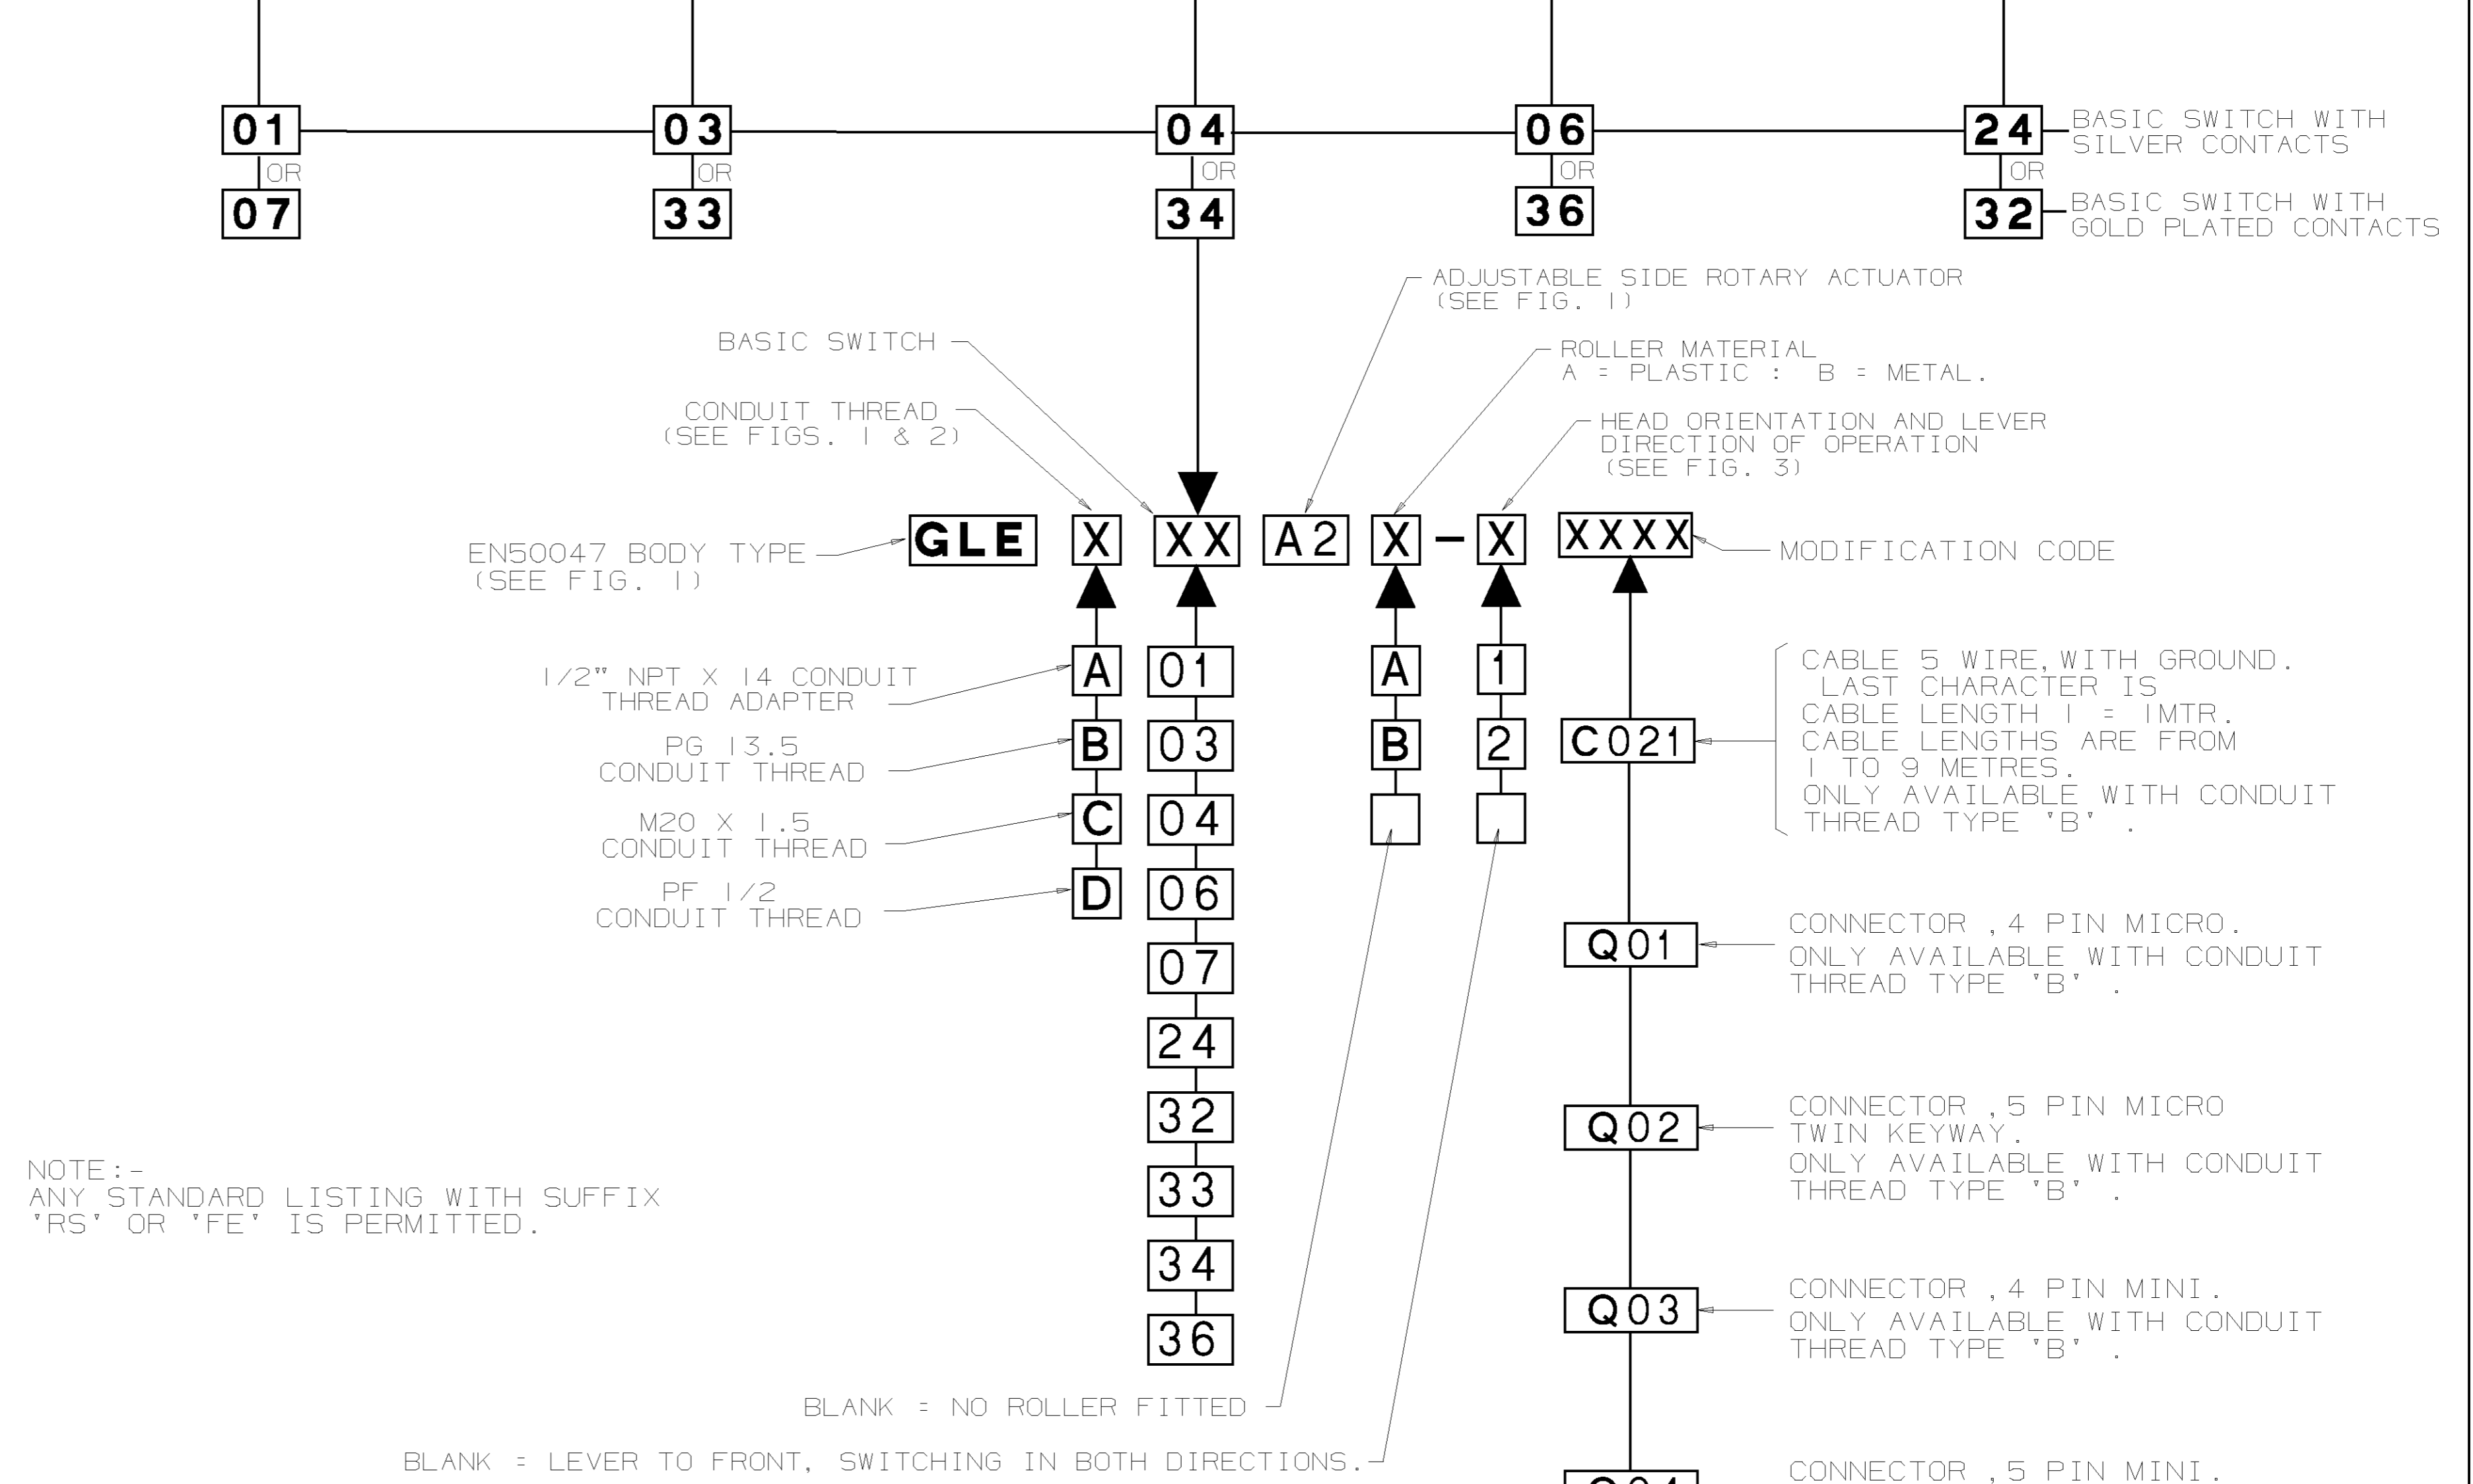 01
03
04
06
24
BASIC SWITCH WITH
SILVER CONTACTS
OR
OR
OR
OR
OR
07
33
34
36
32
BASIC SWITCH WITH
GOLD PLATED CONTACTS
ADJUSTABLE SIDE ROTARY ACTUATOR
(SEE FIG. 1)
BASIC SWITCH
ROLLER MATERIAL
A = PLASTIC : B = METAL.
CONDUIT THREAD
(SEE FIGS. 1 & 2)
HEAD ORIENTATION AND LEVER
DIRECTION OF OPERATION
(SEE FIG. 3)
EN50047 BODY TYPE
(SEE FIG. 1)
GLE X XX A2 X - X XXXX
MODIFICATION CODE
1/2" NPT X 14 CONDUIT
THREAD ADAPTER
A
PG 13.5
CONDUIT THREAD
B
M20 X 1.5
CONDUIT THREAD
C
PF 1/2
CONDUIT THREAD
D
01
03
04
06
07
24
32
33
34
36
A
B
1
2
C021
CABLE 5 WIRE, WITH GROUND.
LAST CHARACTER IS
CABLE LENGTH 1 = 1MTR.
CABLE LENGTHS ARE FROM
1 TO 9 METRES.
ONLY AVAILABLE WITH CONDUIT
THREAD TYPE 'B' .
Q01
CONNECTOR ,4 PIN MICRO.
ONLY AVAILABLE WITH CONDUIT
THREAD TYPE 'B' .
Q02
CONNECTOR ,5 PIN MICRO
TWIN KEYWAY.
ONLY AVAILABLE WITH CONDUIT
THREAD TYPE 'B' .
Q03
CONNECTOR ,4 PIN MINI.
ONLY AVAILABLE WITH CONDUIT
THREAD TYPE 'B' .
CONNECTOR ,5 PIN MINI.
NOTE:-
ANY STANDARD LISTING WITH SUFFIX
'RS' OR 'FE' IS PERMITTED.
BLANK = NO ROLLER FITTED
BLANK = LEVER TO FRONT, SWITCHING IN BOTH DIRECTIONS.